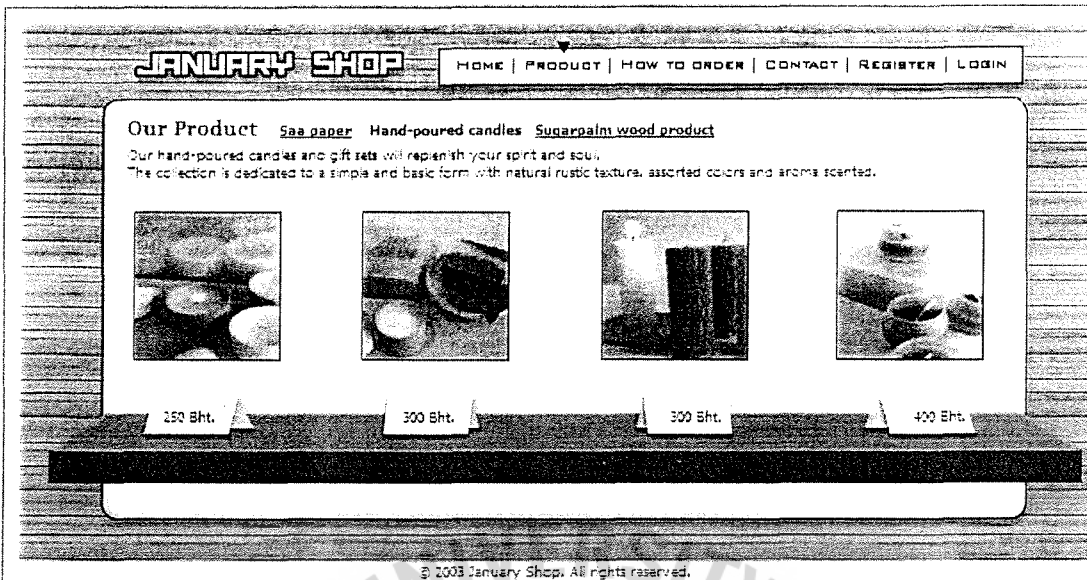 JANUARY SHOP
HOME | PRODUCT | HOW TO ORDER | CONTACT | REGISTER | LOGIN
Our Product Saa paper Hand-poured candles Sugarpalm wood product
Our hand-poured candles and gift sets will replenish your spirit and soul.
The collection is dedicated to a simple and basic form with natural rustic texture, assorted colors and aroma scented.
250 Bht. 300 Bht. 300 Bht. 400 Bht.
© 2003 January Shop. All rights reserved.